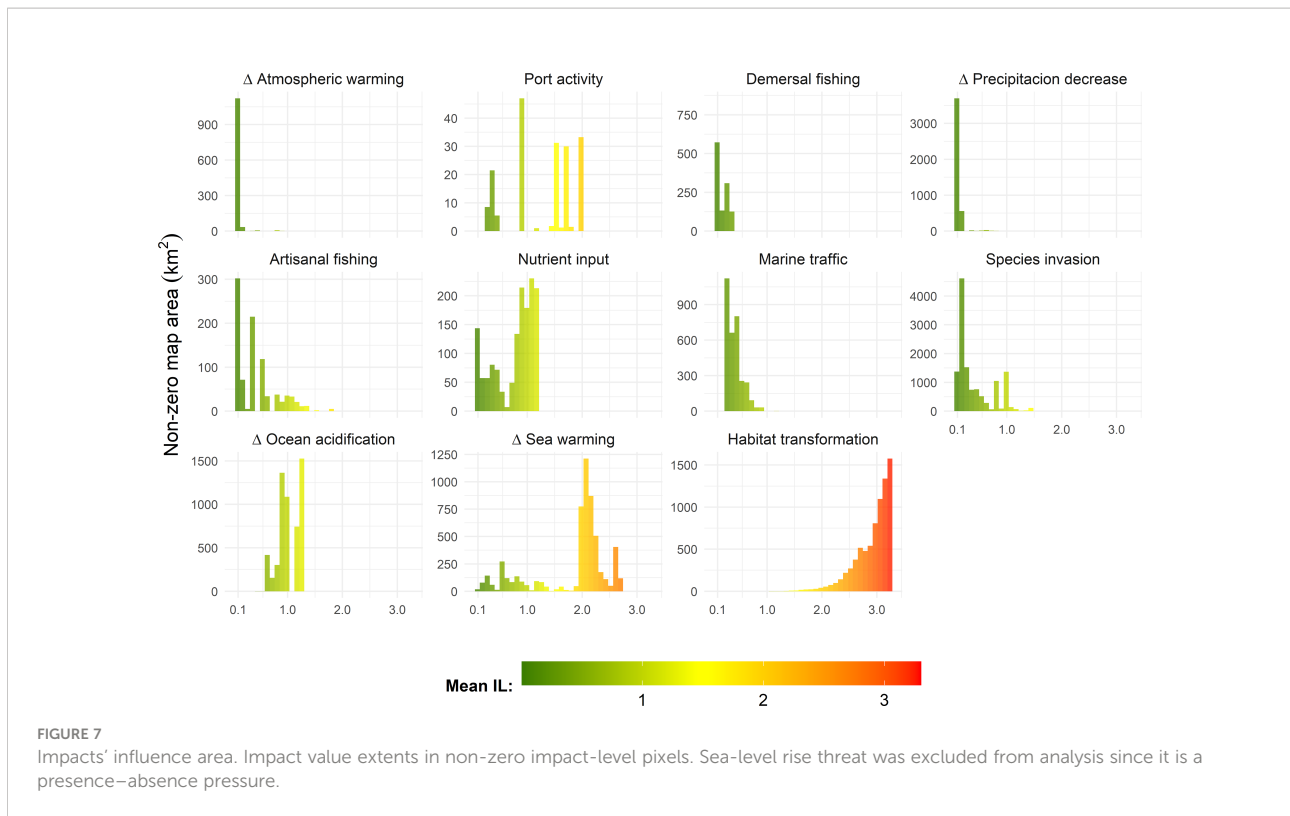 Δ Atmospheric warming
Port activity
Demersal fishing
Δ Precipitacion decrease
900
600
300
0
40
30
20
10
0
750
500
250
0
3000
2000
1000
0
Non-zero map area (km²)
Artisanal fishing
Nutrient input
Marine traffic
Species invasion
300
200
100
0
200
150
100
50
0
900
600
300
0
4000
3000
2000
1000
0
0.1 1.0 2.0 3.0
Δ Ocean acidification
Δ Sea warming
Habitat transformation
1500
1000
500
0
1250
1000
750
500
250
0
1500
1000
500
0
0.1 1.0 2.0 3.0
0.1 1.0 2.0 3.0
0.1 1.0 2.0 3.0
Mean IL:
1 2 3
FIGURE 7
Impacts’ influence area. Impact value extents in non-zero impact-level pixels. Sea-level rise threat was excluded from analysis since it is a
presence–absence pressure.